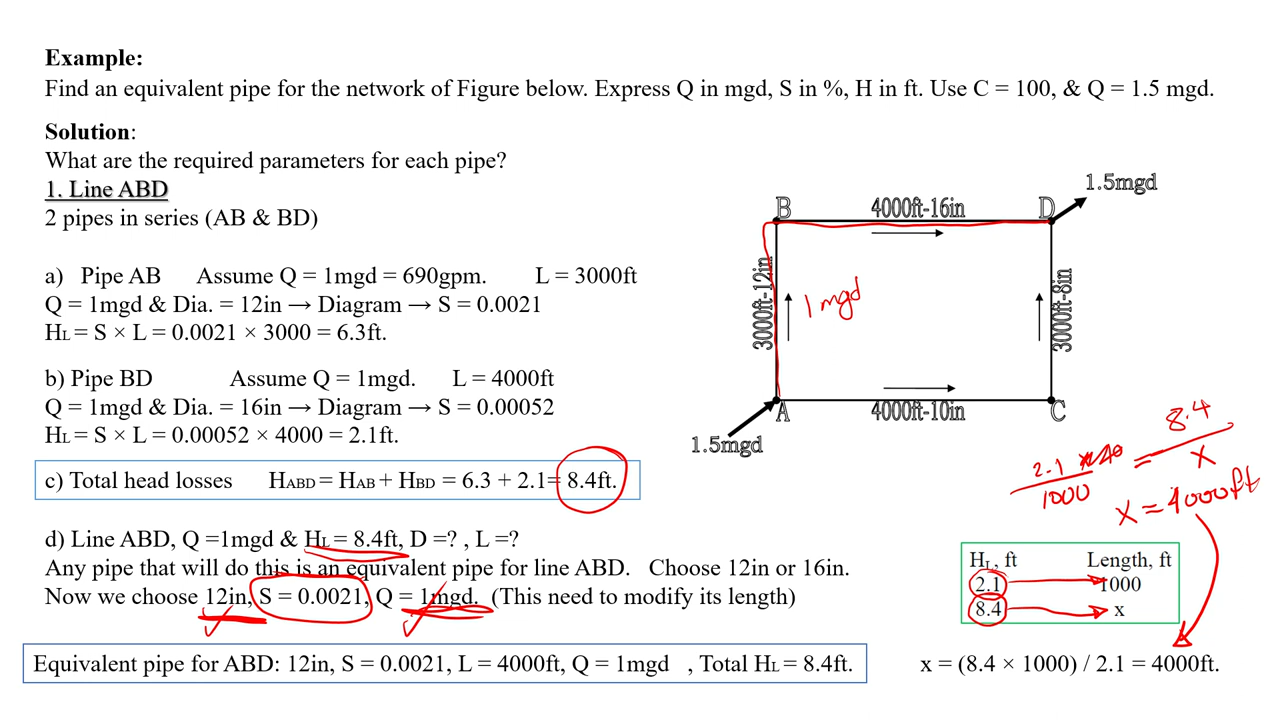 Example:
Find an equivalent pipe for the network of Figure below. Express Q in mgd, S in %, H in ft. Use C = 100, & Q = 1.5 mgd.
Solution:
What are the required parameters for each pipe?
1. Line ABD
2 pipes in series (AB & BD)
a) Pipe AB Assume Q = 1mgd = 690gpm. L = 3000ft
Q = 1mgd & Dia. = 12in → Diagram → S = 0.0021
HL = S × L = 0.0021 × 3000 = 6.3ft.
b) Pipe BD Assume Q = 1mgd. L = 4000ft
Q = 1mgd & Dia. = 16in → Diagram → S = 0.00052
HL = S × L = 0.00052 × 4000 = 2.1ft.
c) Total head losses HABD = HAB + HBD = 6.3 + 2.1= 8.4ft.
d) Line ABD, Q =1mgd & HL = 8.4ft, D =? , L =?
Any pipe that will do this is an equivalent pipe for line ABD. Choose 12in or 16in.
Now we choose 12in, S = 0.0021, Q = 1mgd. (This need to modify its length)
Equivalent pipe for ABD: 12in, S = 0.0021, L = 4000ft, Q = 1mgd , Total HL = 8.4ft.
1.5mgd
B 4000ft-16in D
3000ft-12in
1 mgd
3000ft-8in
A 4000ft-10in C
1.5mgd
2.1
1000
=
8.4
x
x = 4000ft
HL, ft Length, ft
2.1 1000
8.4 x
x = (8.4 × 1000) / 2.1 = 4000ft.